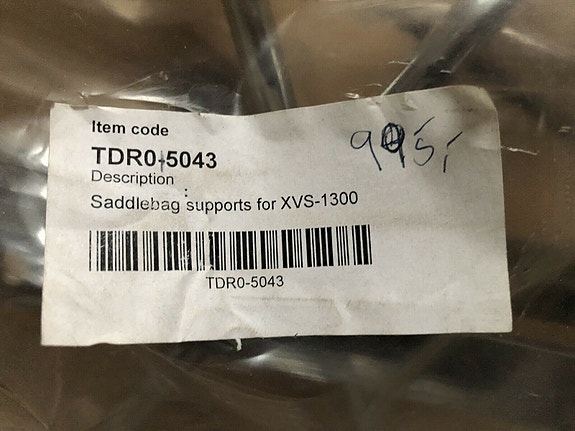 Item code
TDR0-5043
Description
Saddlebag supports for XVS-1300
TDR0-5043